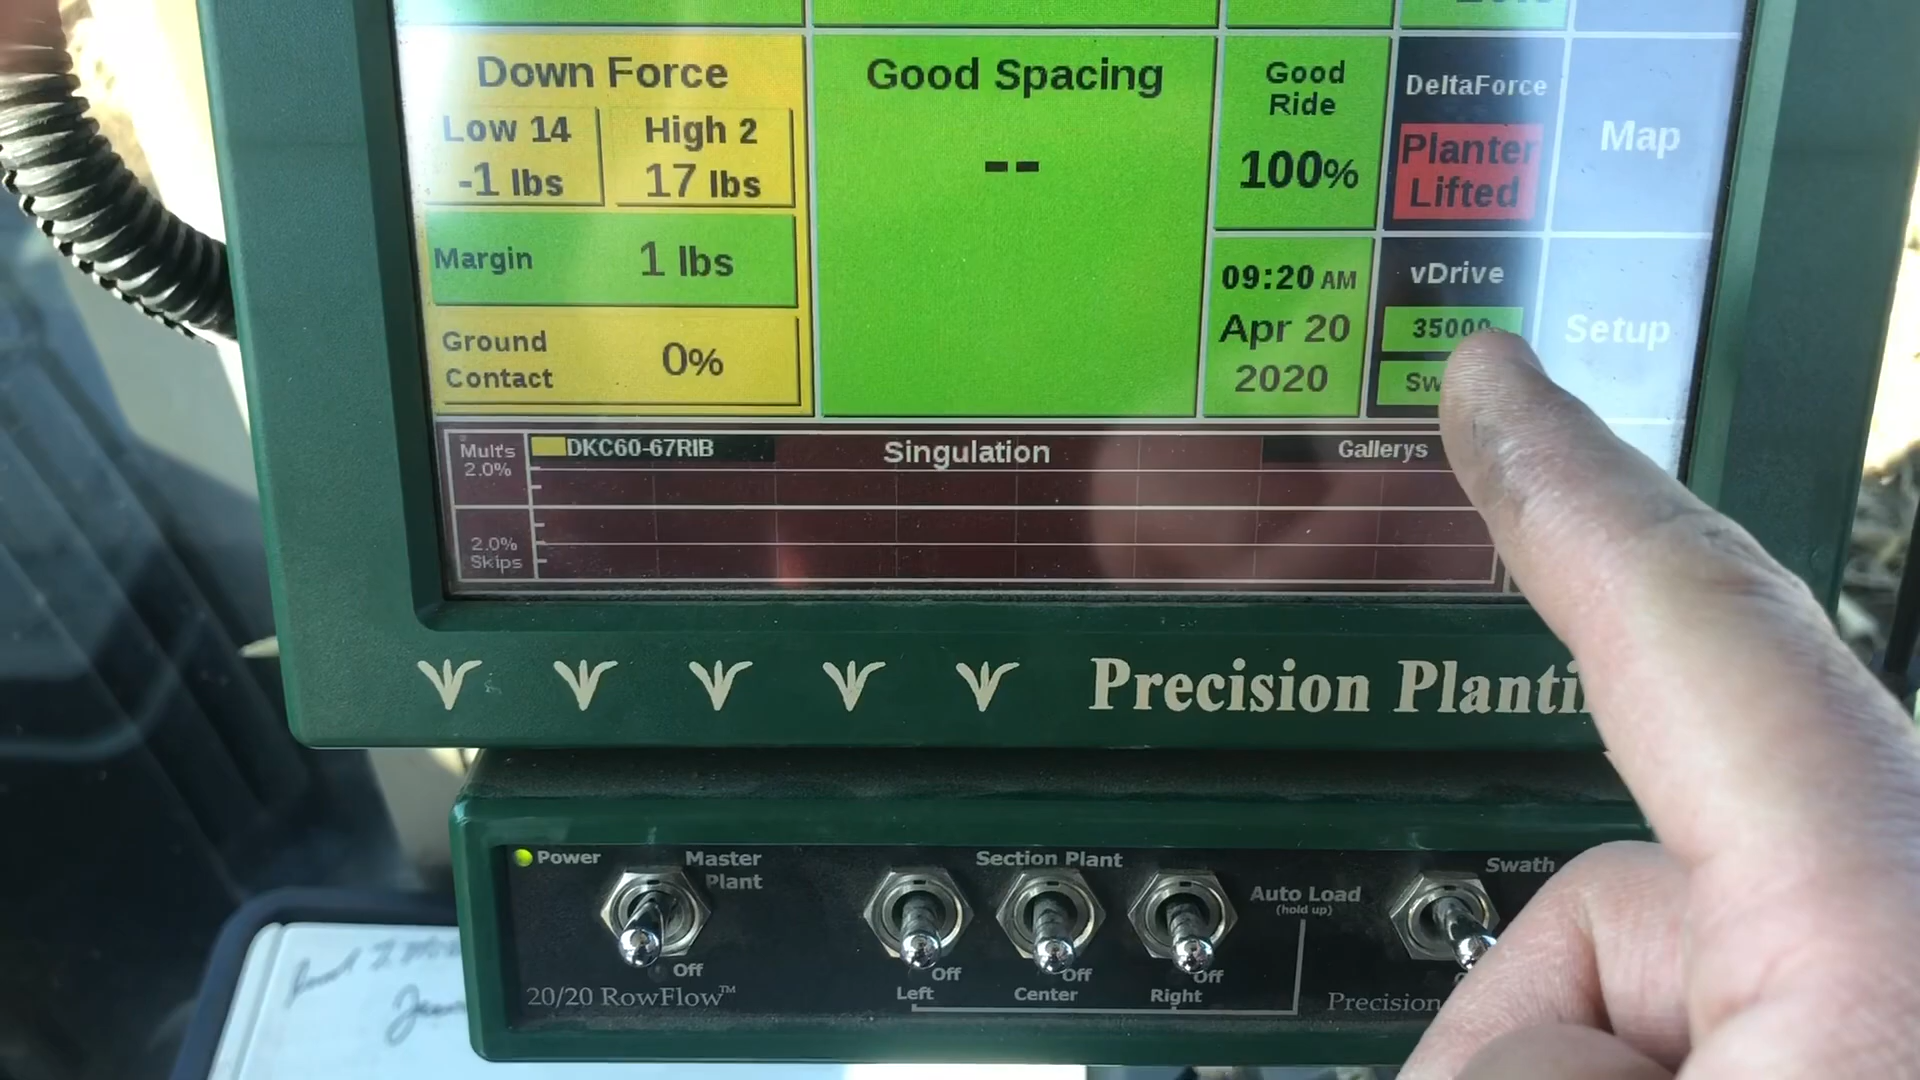 Down Force
Low 14
-1 lbs
High 2
17 lbs
Margin
1 lbs
Ground
Contact
0%
Good Spacing
--
Good
Ride
100%
DeltaForce
Planter
Lifted
Map
09:20 AM
Apr 20
2020
vDrive
35000
Sw
Setup
Mult's
2.0%
2.0%
Skips
DKC60-67RIB
Singulation
Gallerys
Precision Planti
Power
Master
Plant
Off
20/20 RowFlow™
Section Plant
Off
Off
Off
Left
Center
Right
Auto Load
(hold up)
Swath
Precision